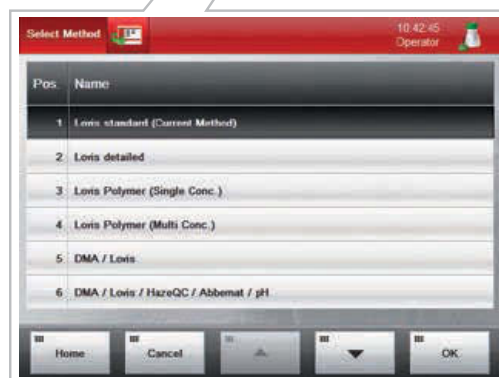 Select Method
10:42:45
Operator
Pos. Name
1 Lovis standard (Current Method)
2 Lovis detailed
3 Lovis Polymer (Single Conc.)
4 Lovis Polymer (Multi Conc.)
5 DMA / Lovis
6 DMA / Lovis / HazeQC / Abbemat / pH
Home Cancel OK